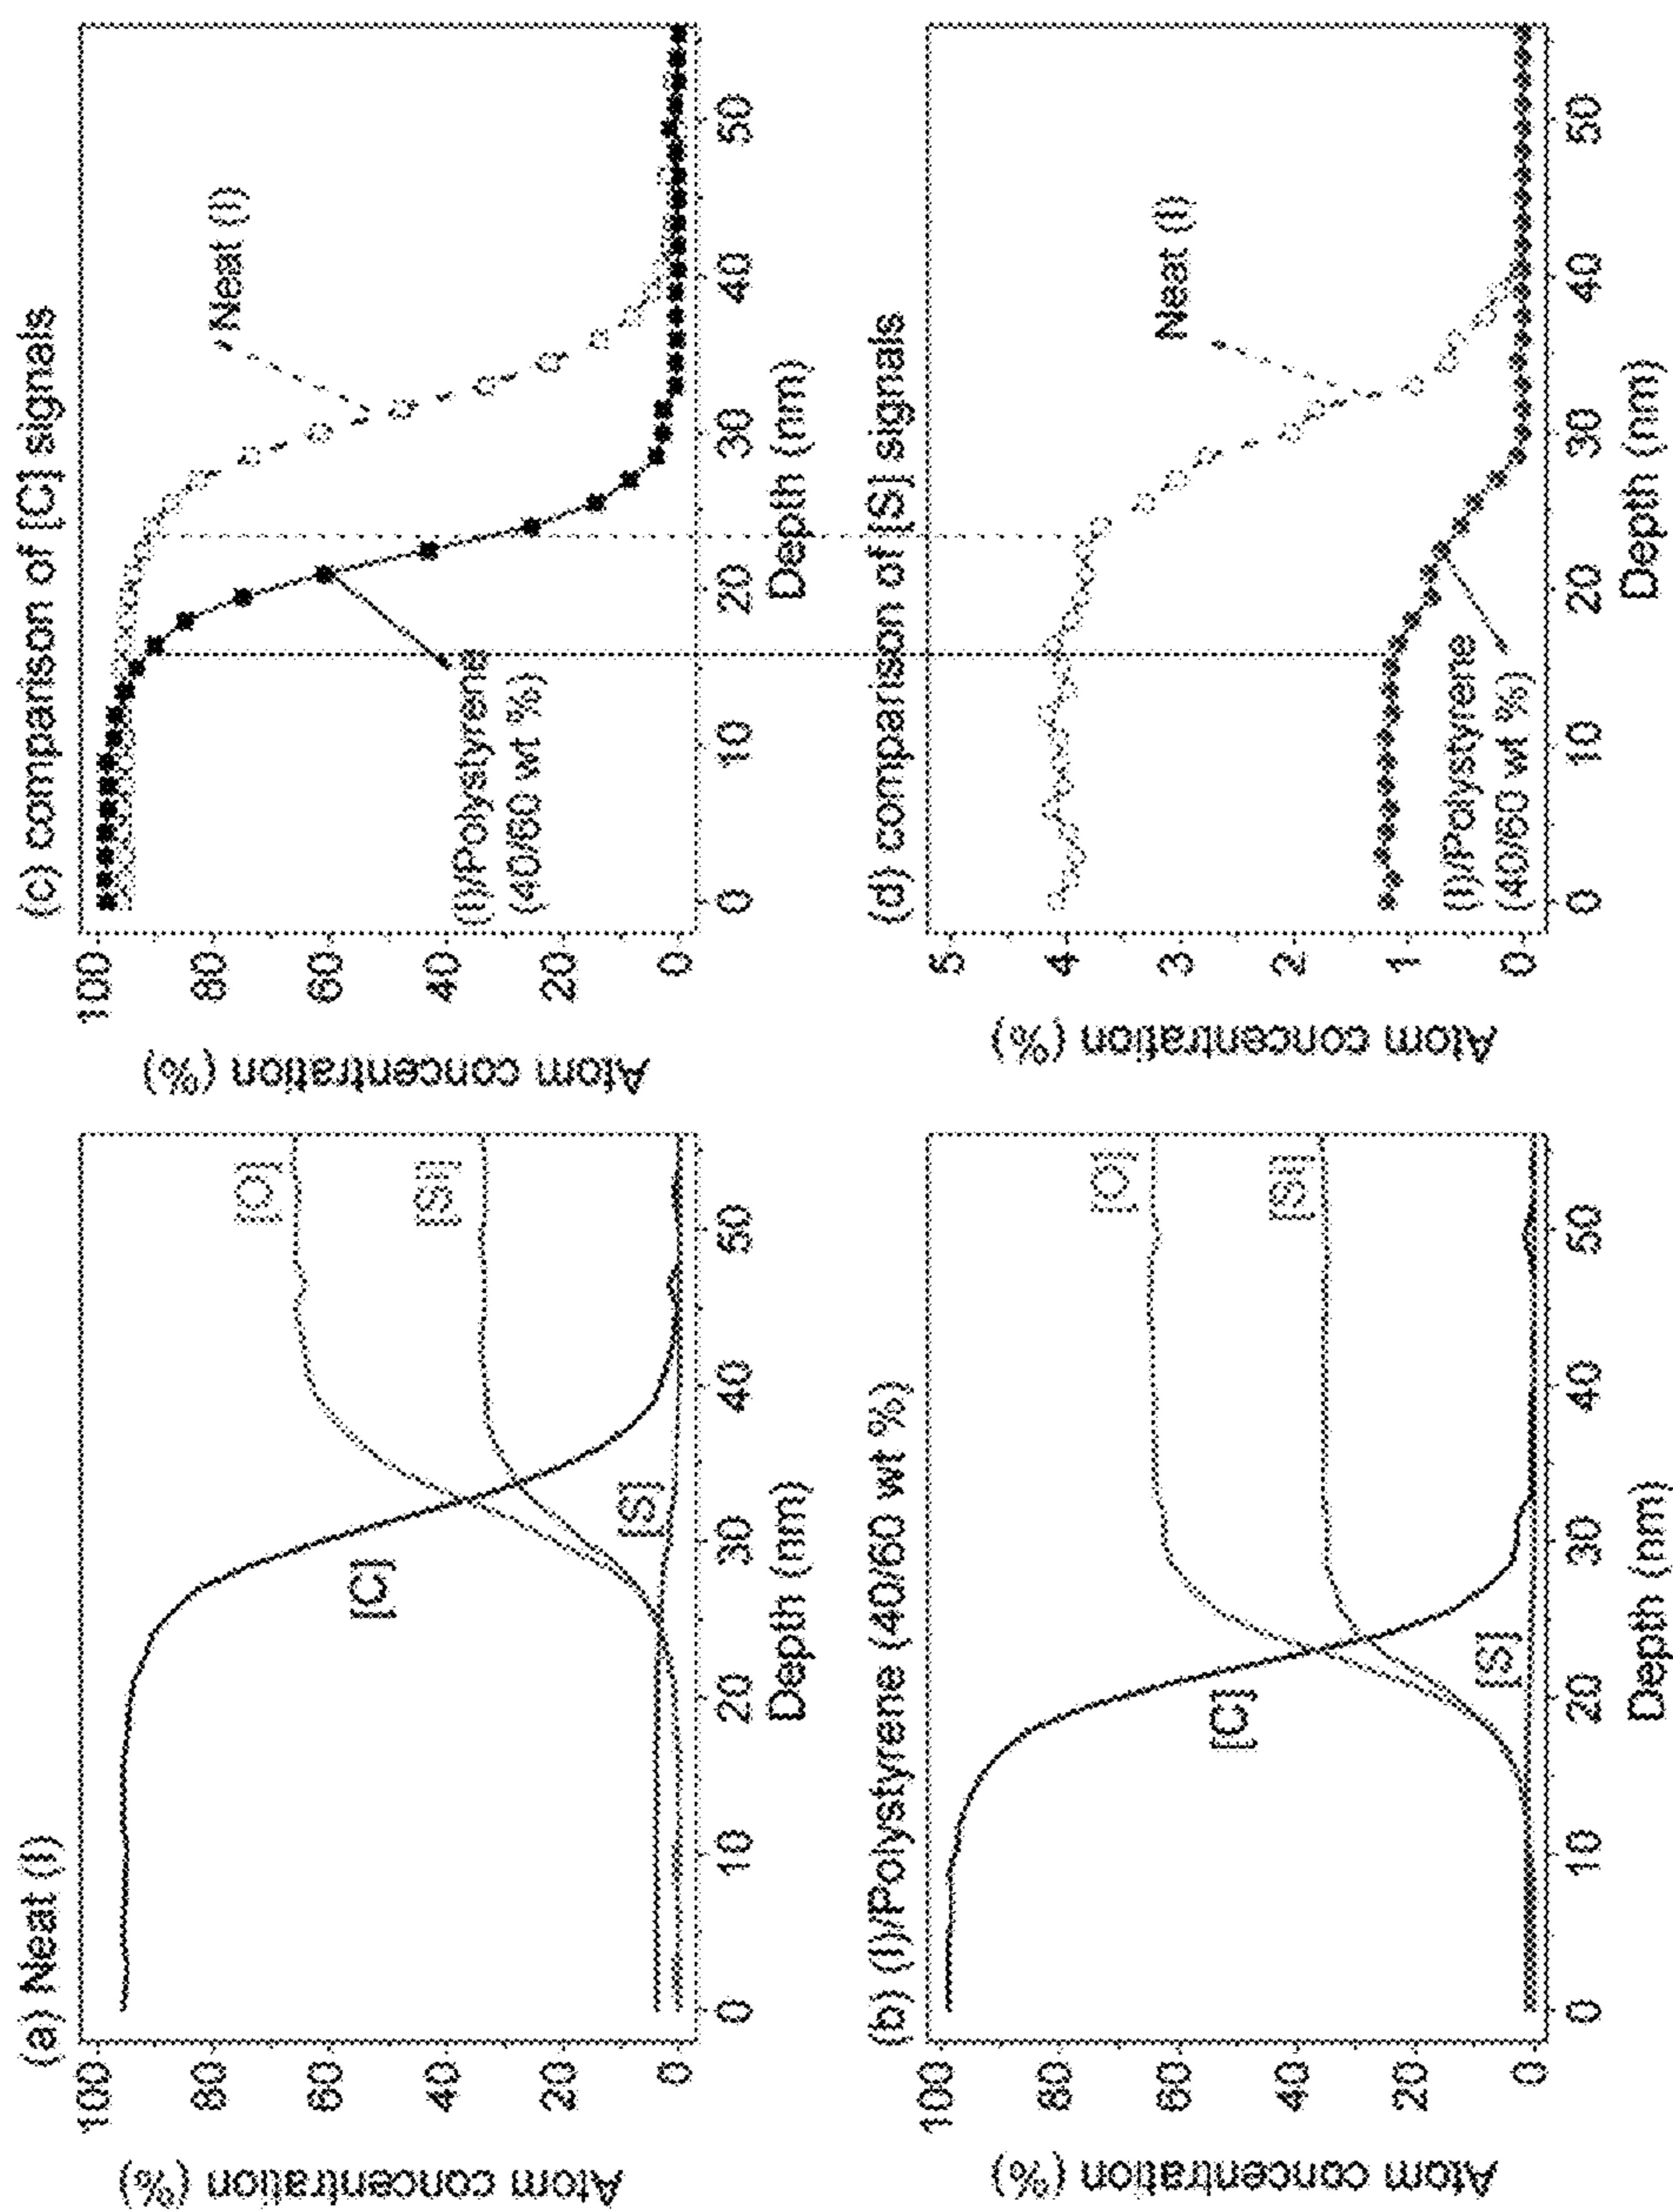 (a) Neat (I)
Atom concentration (%)
100
80
60
40
20
0
[C]
[O]
[Si]
[S]
0 10 20 30 40 50
Depth (nm)
(b) (I)/Polystyrene (40/60 wt %)
Atom concentration (%)
100
80
60
40
20
0
[C]
[O]
[Si]
[S]
0 10 20 30 40 50
Depth (nm)
(c) comparison of [C] signals
Atom concentration (%)
100
80
60
40
20
0
Neat (I)
(I)/Polystyrene
(40/60 wt %)
0 10 20 30 40 50
Depth (nm)
(d) comparison of [S] signals
Atom concentration (%)
5
4
3
2
1
0
Neat (I)
(I)/Polystyrene
(40/60 wt %)
0 10 20 30 40 50
Depth (nm)